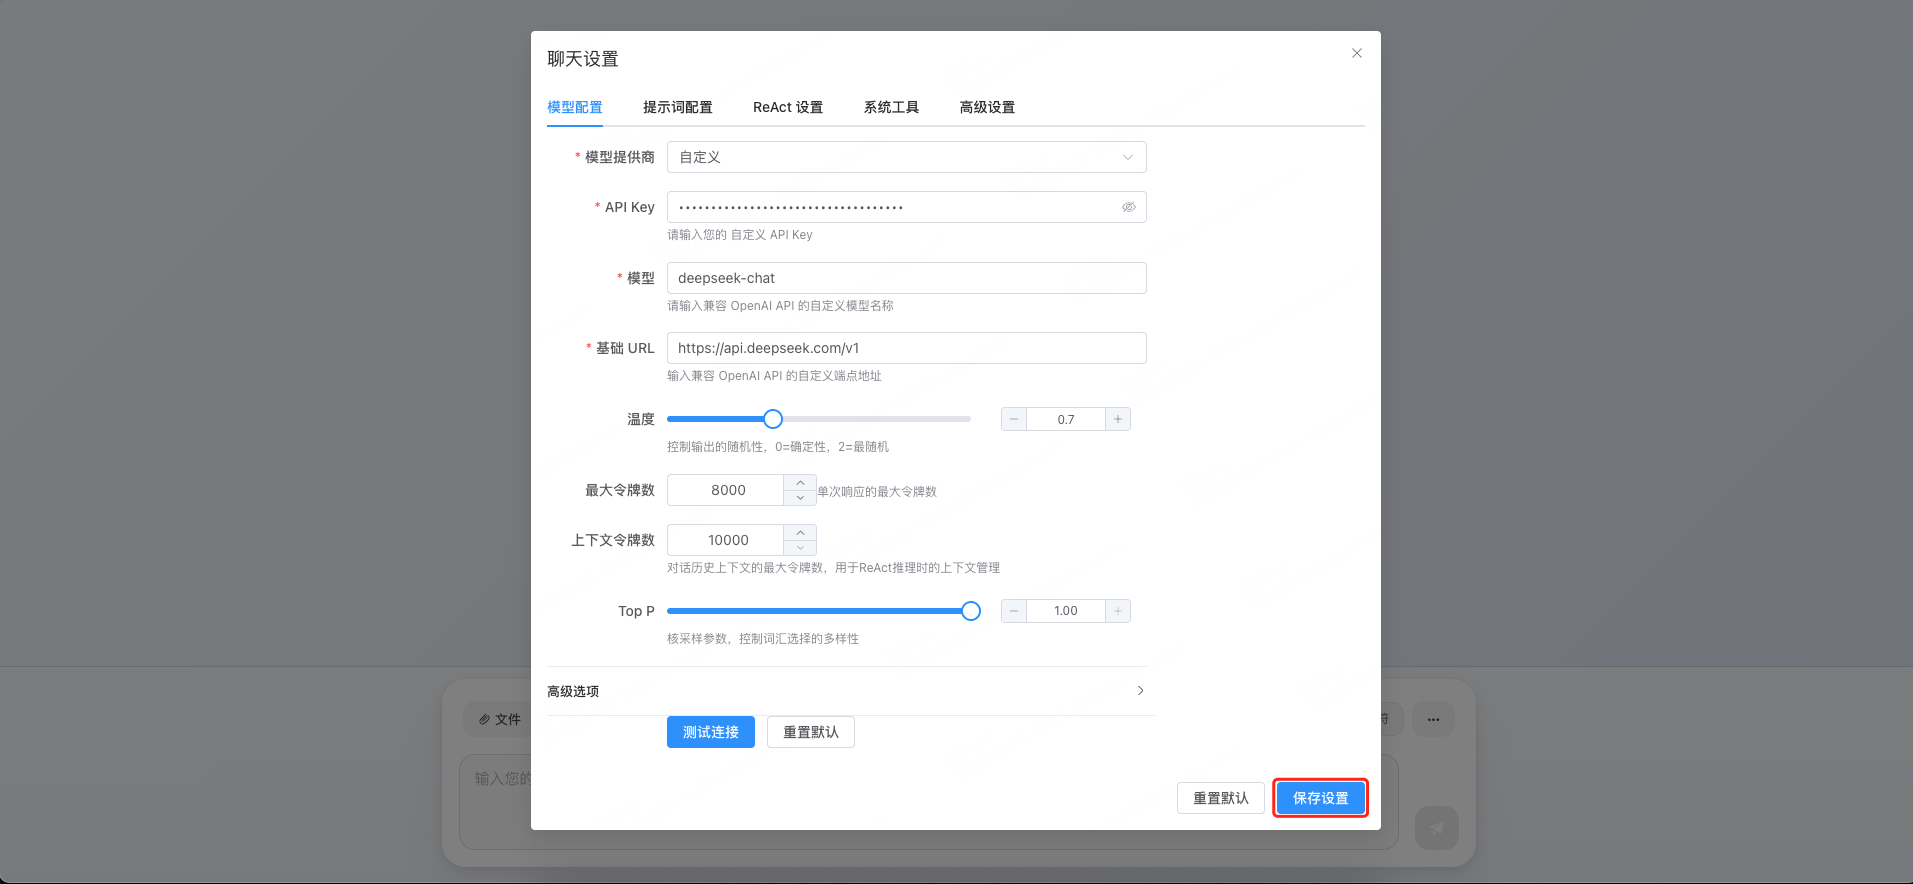 聊天设置
模型配置 提示词配置 ReAct 设置 系统工具 高级设置
* 模型提供商 自定义
* API Key ••••••••••••••••••••••••••••••••••
请输入您的 自定义 API Key
* 模型 deepseek-chat
请输入兼容 OpenAI API 的自定义模型名称
* 基础 URL https://api.deepseek.com/v1
输入兼容 OpenAI API 的自定义端点地址
温度 0.7
控制输出的随机性，0=确定性，2=最随机
最大令牌数 8000 单次响应的最大令牌数
上下文令牌数 10000
对话历史上下文的最大令牌数，用于ReAct推理时的上下文管理
Top P 1.00
核采样参数，控制词汇选择的多样性
高级选项
文件
测试连接 重置默认
输入您的
重置默认 保存设置